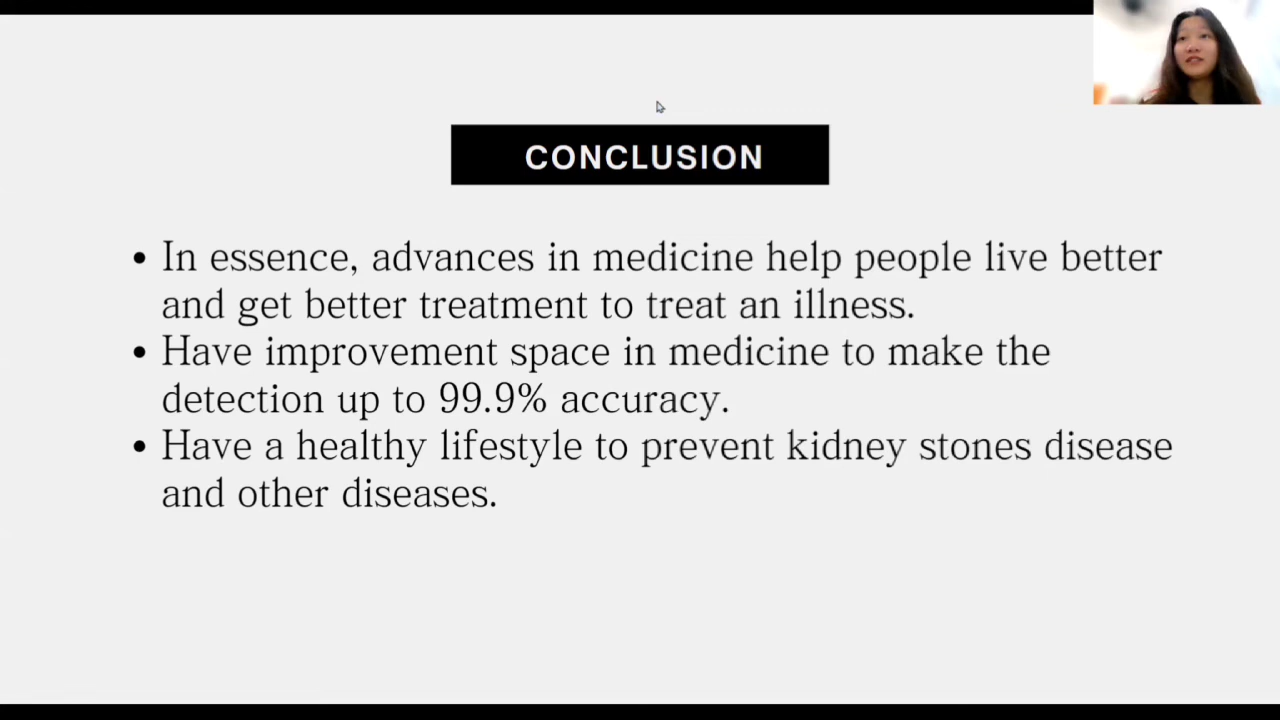 CONCLUSION
• In essence, advances in medicine help people live better
and get better treatment to treat an illness.
• Have improvement space in medicine to make the
detection up to 99.9% accuracy.
• Have a healthy lifestyle to prevent kidney stones disease
and other diseases.